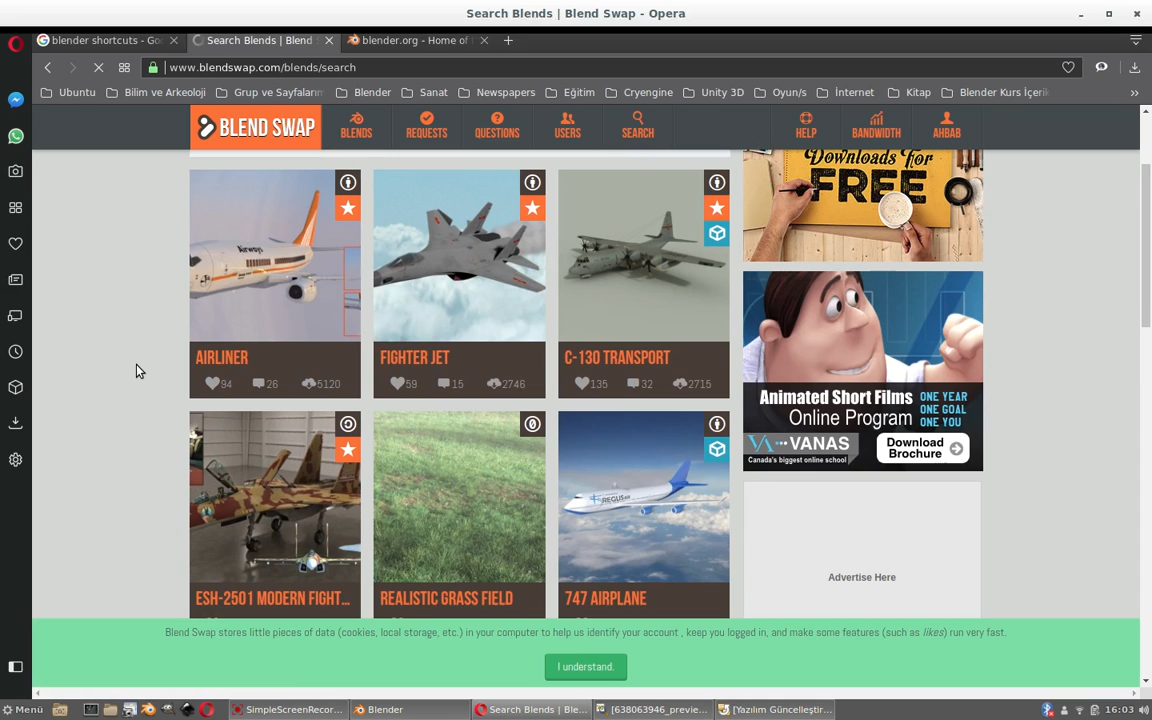 Search Blends | Blend Swap - Opera
blender shortcuts - Goo
Search Blends | Blend
blender.org - Home of
www.blendswap.com/blends/search
Ubuntu
Bilim ve Arkeoloji
Grup ve Sayfaların
Blender
Sanat
Newspapers
Eğitim
Cryengine
Unity 3D
Oyun/s
İnternet
Kitap
Blender Kurs İçerik
BLEND SWAP
BLENDS
REQUESTS
QUESTIONS
USERS
SEARCH
HELP
BANDWIDTH
AHBAB
Downloads for
FREE
Airways
AIRLINER
94 26 5120
FIGHTER JET
59 15 2746
C-130 TRANSPORT
135 32 2715
Animated Short Films
Online Program
ONE YEAR
ONE GOAL
ONE YOU
VA VANAS
Canada's biggest online school
Download
Brochure
REGUSAIR
ESH-2501 MODERN FIGHT...
REALISTIC GRASS FIELD
747 AIRPLANE
Advertise Here
Blend Swap stores little pieces of data (cookies, local storage, etc.) in your computer to help us identify your account , keep you logged in, and make some features (such as likes) run very fast.
I understand.
Menü
SimpleScreenRecor...
Blender
Search Blends | Ble...
[638063946_previe...
[Yazılım Güncelleştir...
16:03